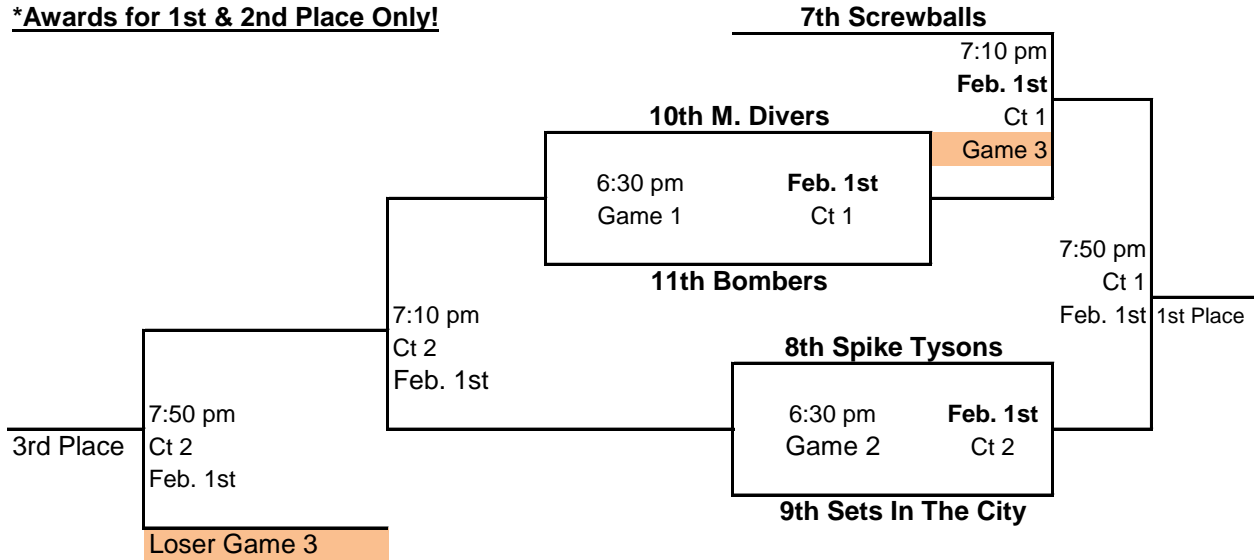 *Awards for 1st & 2nd Place Only!
7th Screwballs
7:10 pm
Feb. 1st
Ct 1
Game 3
10th M. Divers
6:30 pm Feb. 1st
Game 1 Ct 1
11th Bombers
7:50 pm
Ct 1
Feb. 1st 1st Place
7:10 pm
Ct 2
Feb. 1st
8th Spike Tysons
6:30 pm Feb. 1st
Game 2 Ct 2
9th Sets In The City
7:50 pm
3rd Place Ct 2
Feb. 1st
Loser Game 3